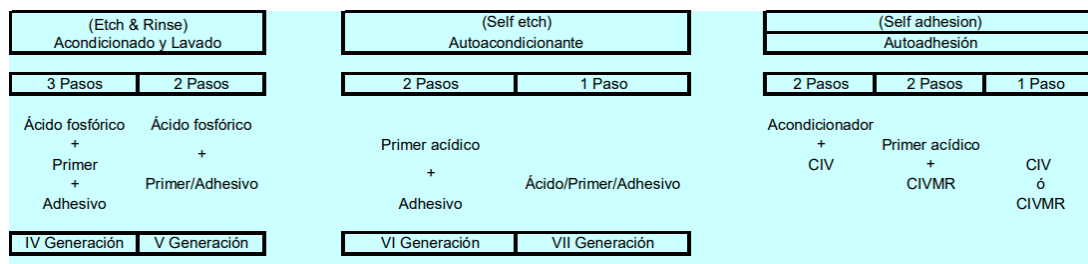 (Etch & Rinse)
Acondicionado y Lavado
3 Pasos
2 Pasos
Ácido fosfórico
+
Primer
+
Adhesivo
Ácido fosfórico
+
Primer/Adhesivo
IV Generación
V Generación
(Self etch)
Autoacondicionante
2 Pasos
1 Paso
Primer acídico
+
Adhesivo
Ácido/Primer/Adhesivo
VI Generación
VII Generación
(Self adhesion)
Autoadhesión
2 Pasos
2 Pasos
1 Paso
Acondicionador
+
CIV
Primer acídico
+
CIVMR
CIV
ó
CIVMR